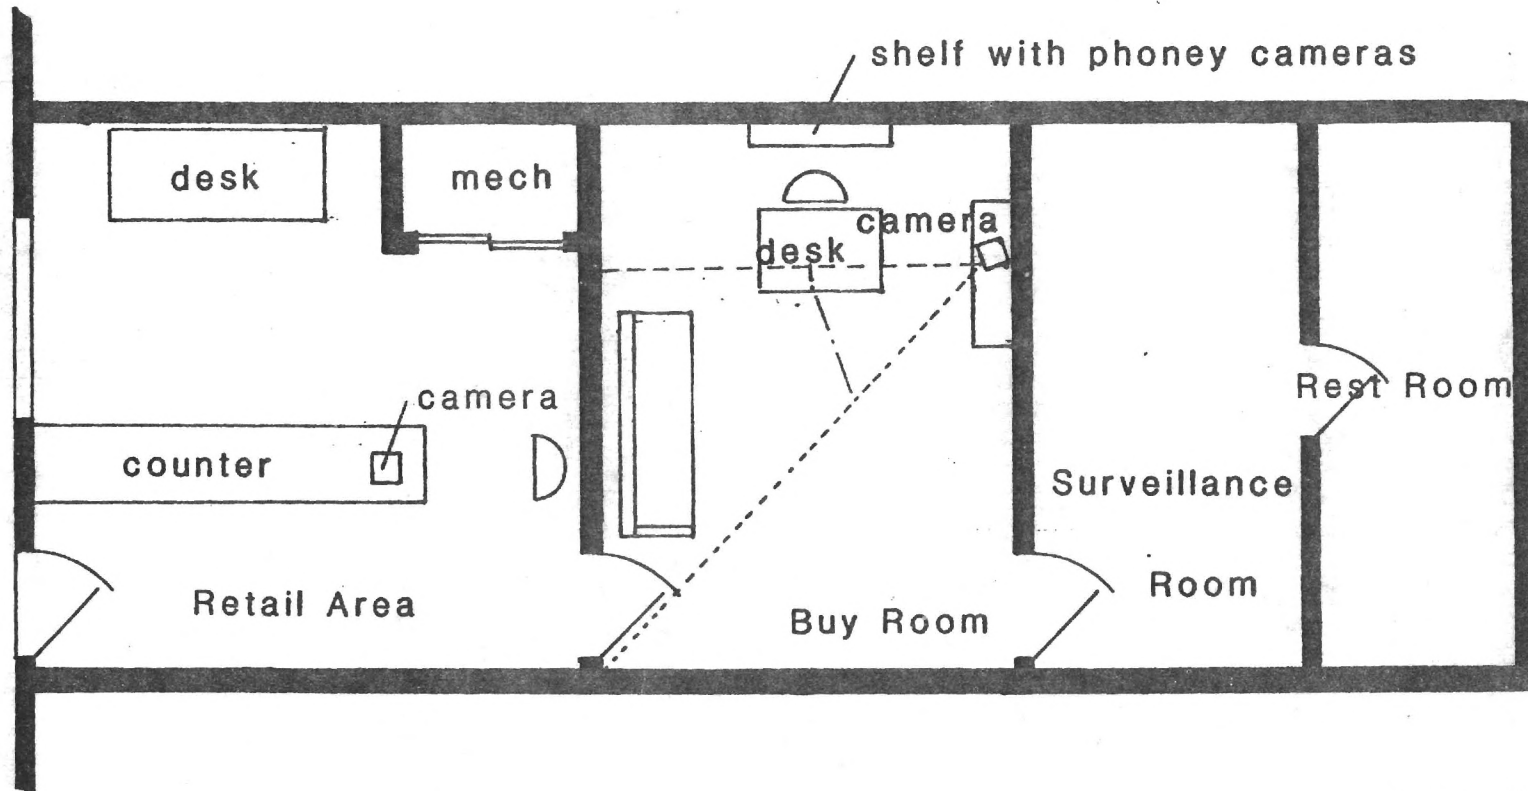 shelf with phoney cameras
desk
mech
camera
desk
camera
counter
Rest Room
Surveillance
Room
Retail Area
Buy Room